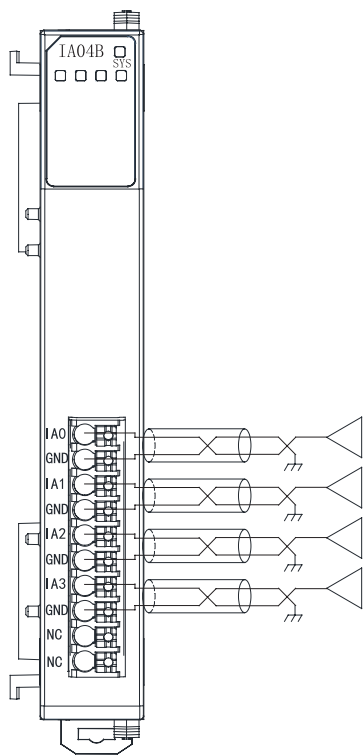 IA04B
SYS
IA0
GND
IA1
GND
IA2
GND
IA3
GND
NC
NC